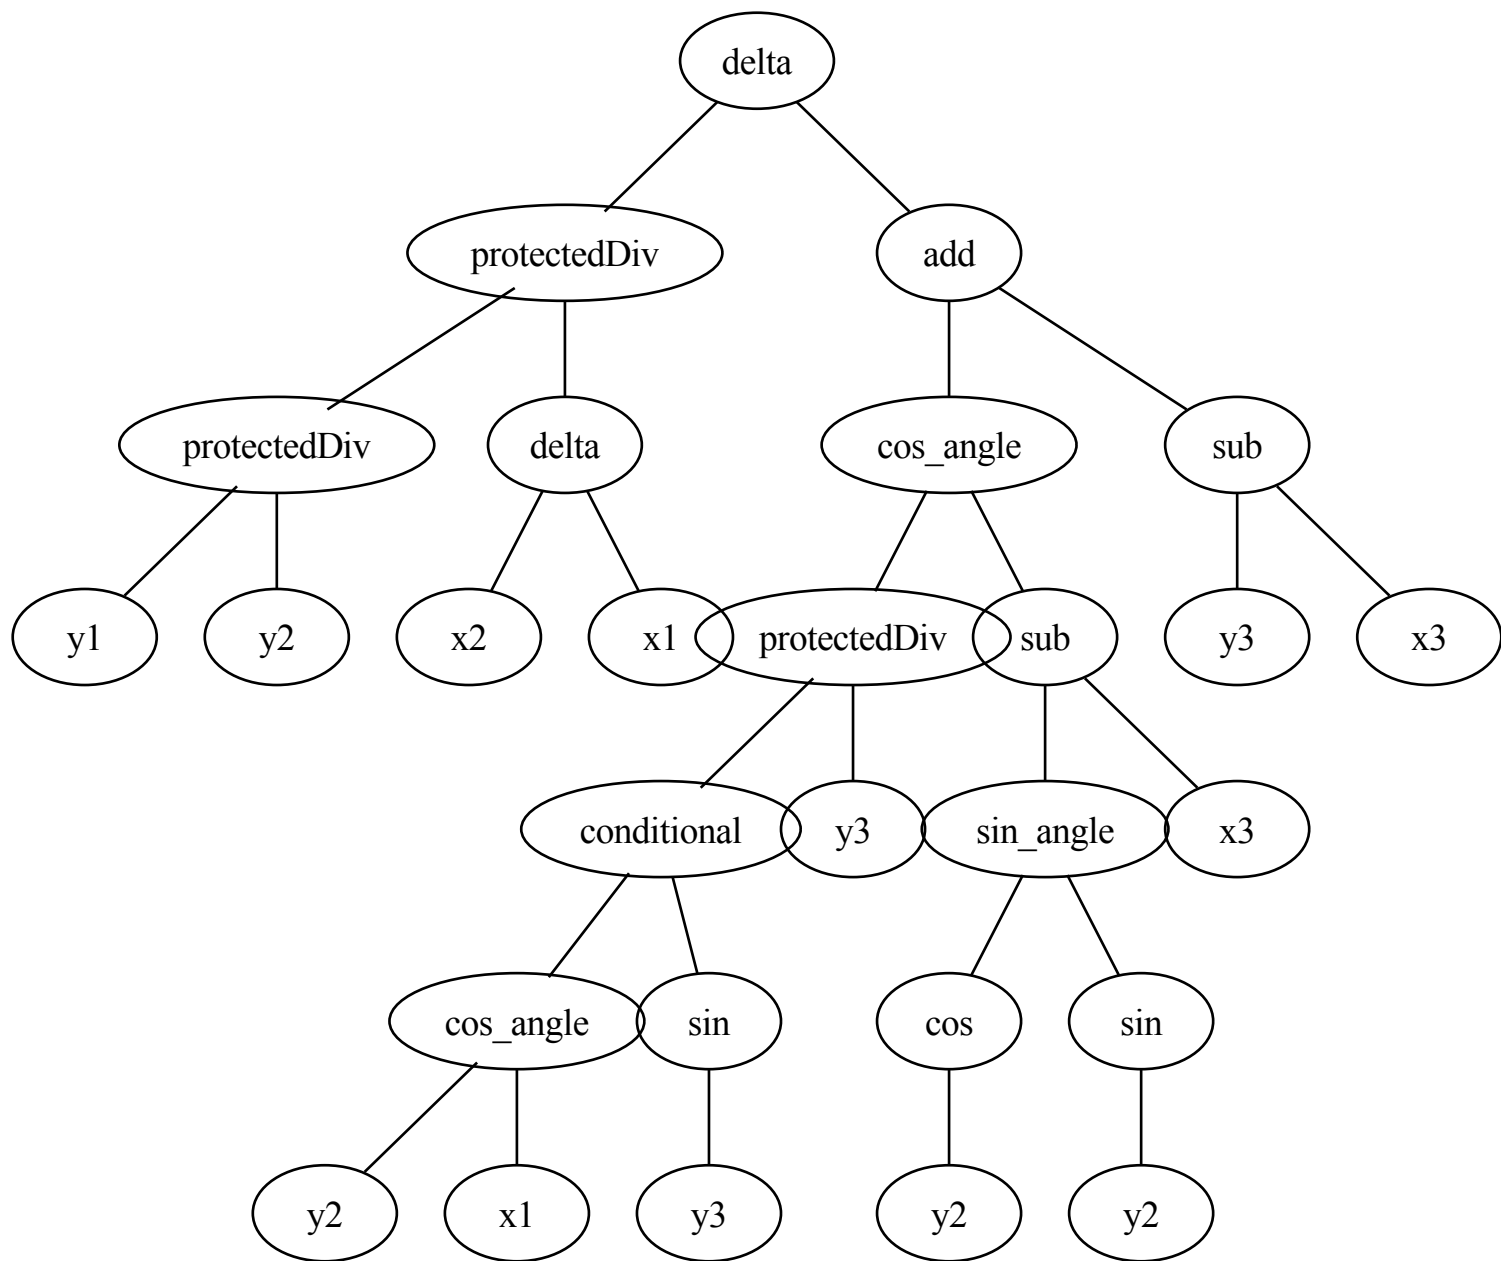 delta
protectedDiv add
protectedDiv delta cos_angle sub
y1 y2 x2 x1 protectedDiv sub y3 x3
conditional y3 sin_angle x3
cos_angle sin cos sin
y2 x1 y3 y2 y2